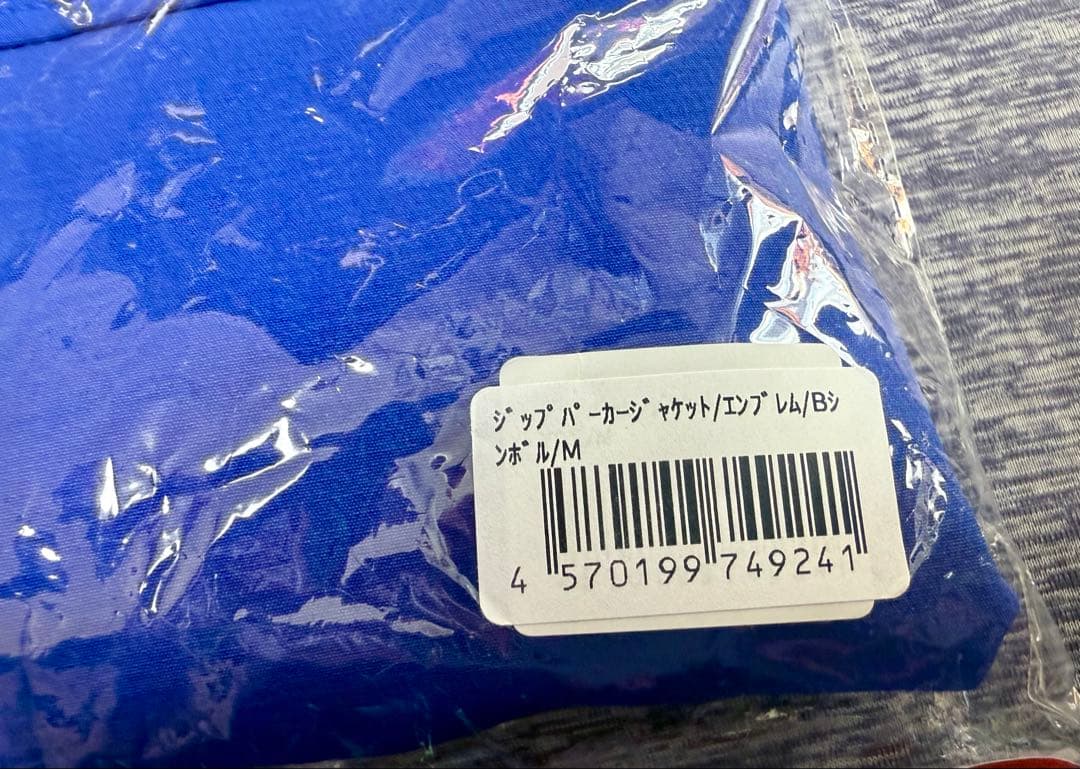 ｼﾞｯﾌﾟﾊﾟｰｶｰｼﾞｬｹｯﾄ/ｴﾝﾌﾞﾚﾑ/Bｼ
ﾝﾎﾞﾙ/M
4 570199 749241